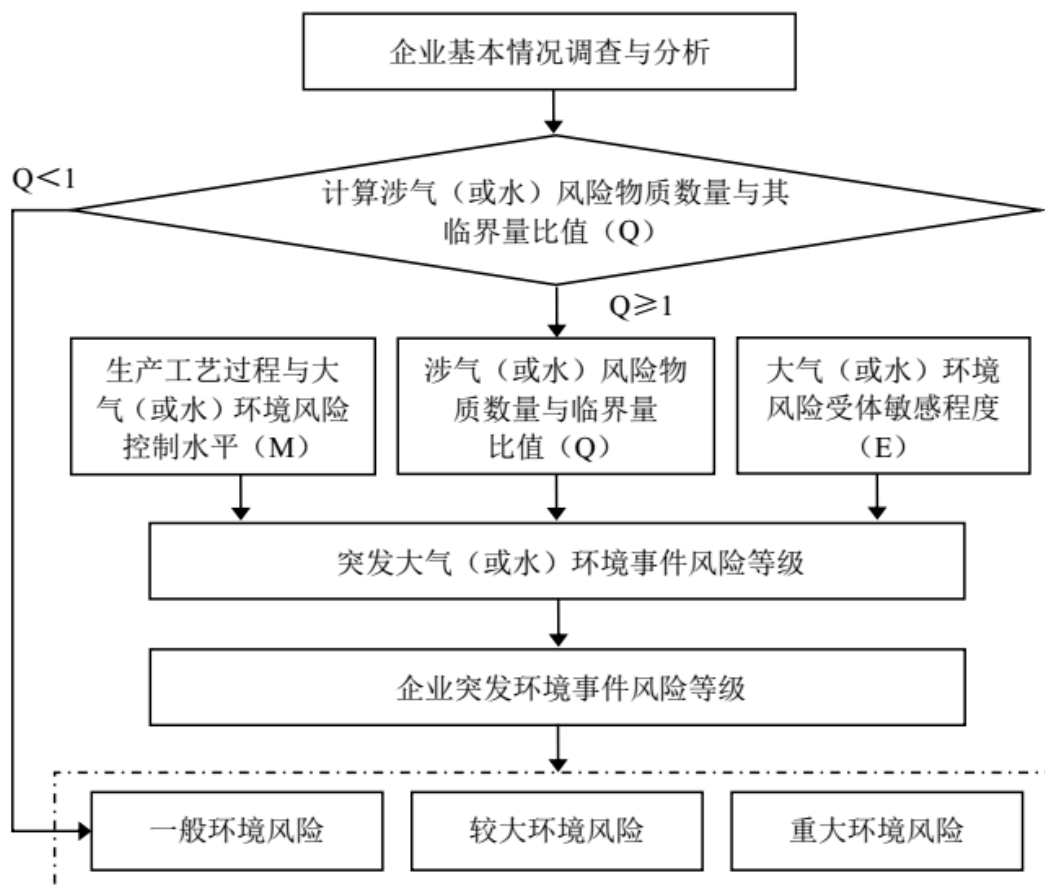 企业基本情况调查与分析
Q＜1
计算涉气（或水）风险物质数量与其
临界量比值（Q）
Q≥1
生产工艺过程与大
气（或水）环境风险
控制水平（M）
涉气（或水）风险物
质数量与临界量
比值（Q）
大气（或水）环境
风险受体敏感程度
（E）
突发大气（或水）环境事件风险等级
企业突发环境事件风险等级
一般环境风险
较大环境风险
重大环境风险